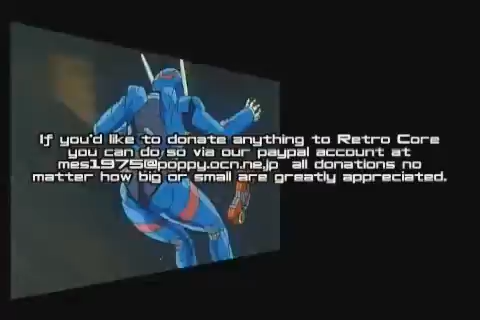 If you'd like to donate anything to Retro Core
you can do so via our paypal account at
mes1975@poppy.ocn.ne.jp all donations no
matter how big or small are greatly appreciated.